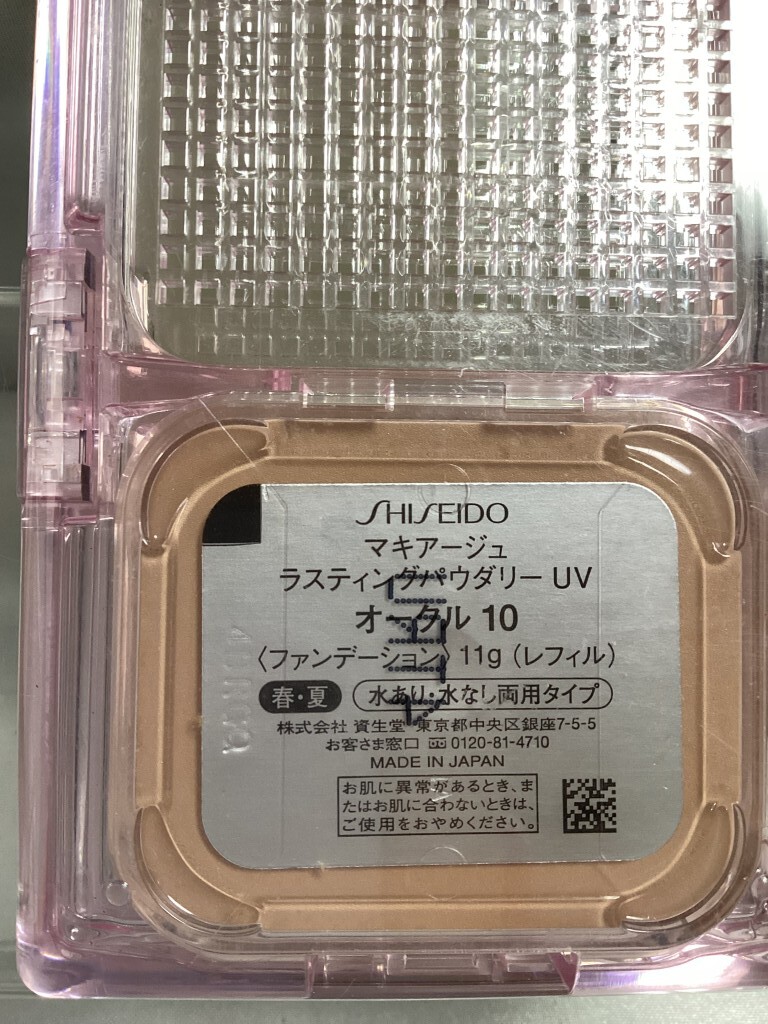 SHISEIDO
マキアージュ
ラスティングパウダリー UV
オークル 10
〈ファンデーション〉 11g (レフィル)
春・夏 水あり・水なし両用タイプ
株式会社 資生堂 東京都中央区銀座7-5-5
お客さま窓口 0120-81-4710
MADE IN JAPAN
お肌に異常があるとき、ま
たはお肌に合わないときは、
ご使用をおやめください。